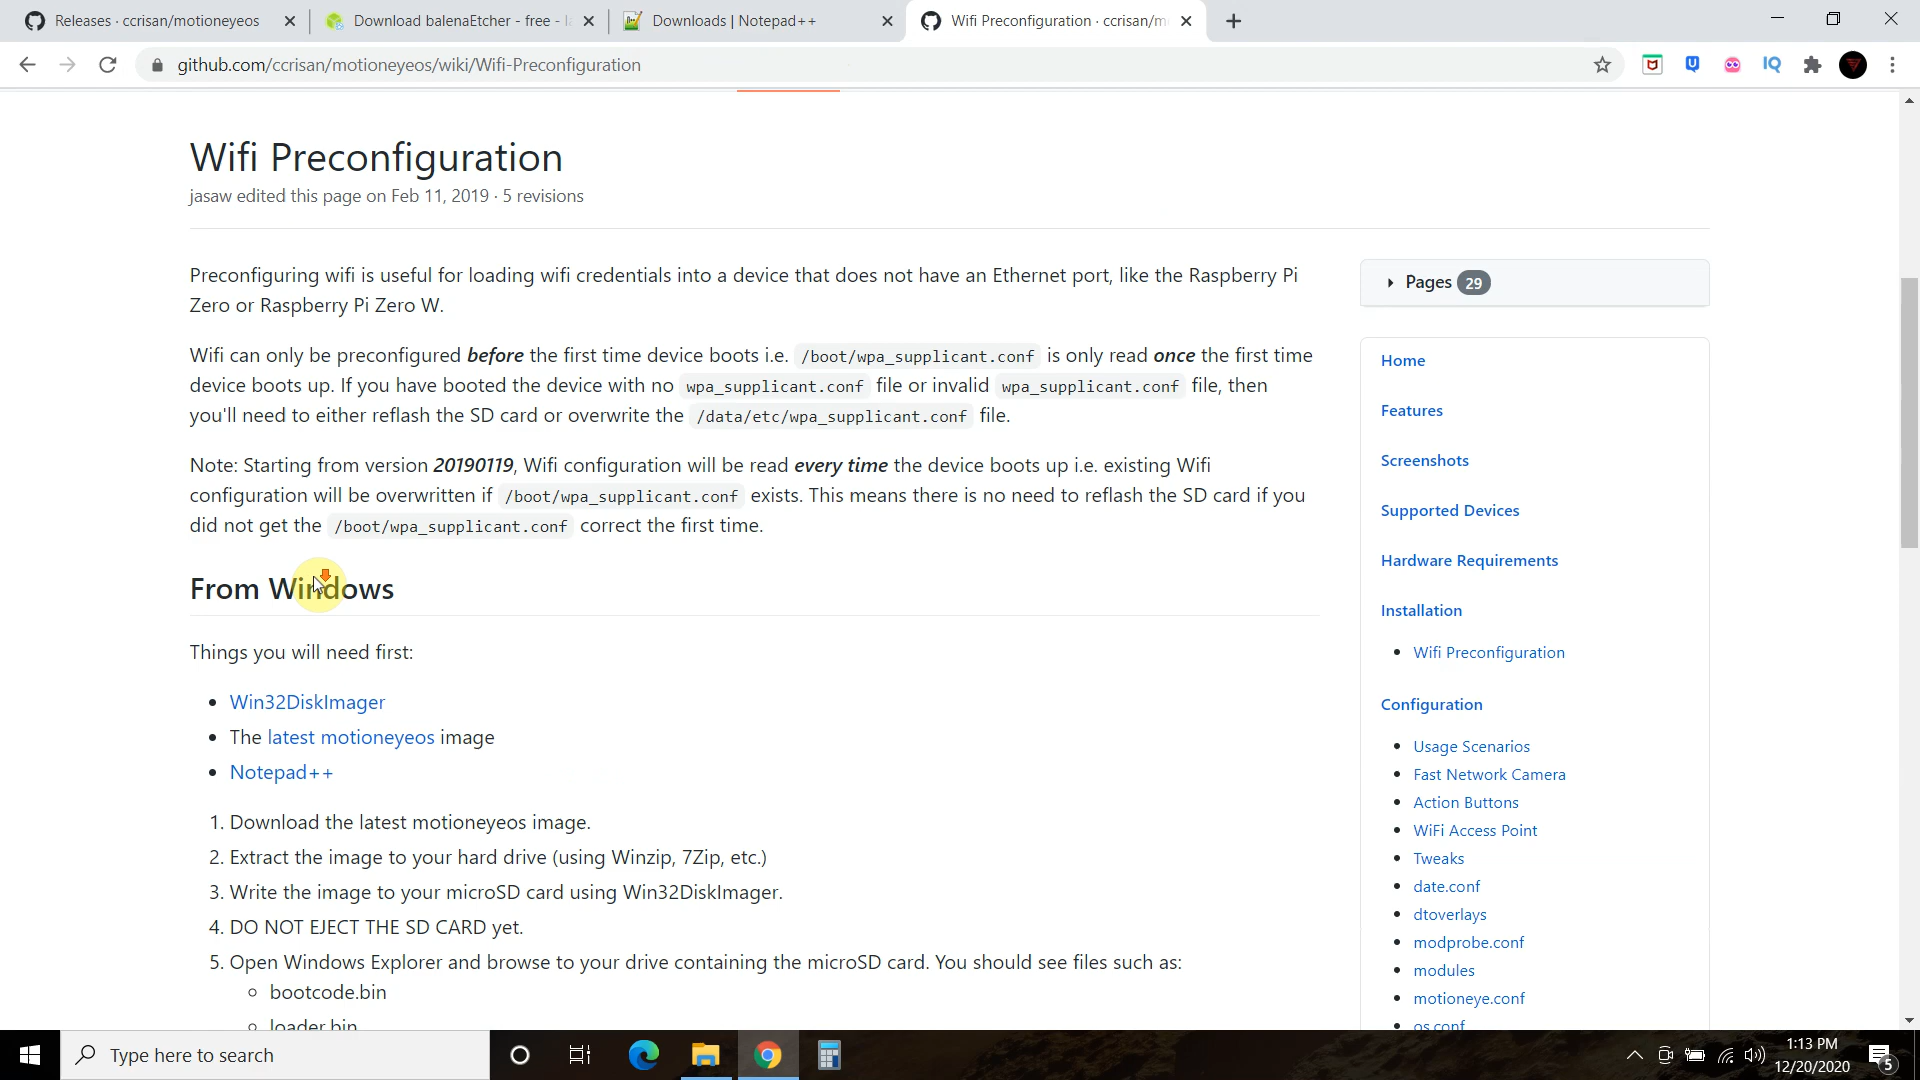 Releases · ccrisan/motioneyeos
Download balenaEtcher - free - l
Downloads | Notepad++
Wifi Preconfiguration · ccrisan/m
github.com/ccrisan/motioneyeos/wiki/Wifi-Preconfiguration
IQ
Wifi Preconfiguration
jasaw edited this page on Feb 11, 2019 · 5 revisions
Preconfiguring wifi is useful for loading wifi credentials into a device that does not have an Ethernet port, like the Raspberry Pi
Zero or Raspberry Pi Zero W.
Wifi can only be preconfigured before the first time device boots i.e. /boot/wpa_supplicant.conf is only read once the first time
device boots up. If you have booted the device with no wpa_supplicant.conf file or invalid wpa_supplicant.conf file, then
you'll need to either reflash the SD card or overwrite the /data/etc/wpa_supplicant.conf file.
Note: Starting from version 20190119, Wifi configuration will be read every time the device boots up i.e. existing Wifi
configuration will be overwritten if /boot/wpa_supplicant.conf exists. This means there is no need to reflash the SD card if you
did not get the /boot/wpa_supplicant.conf correct the first time.
From Windows
Things you will need first:
• Win32DiskImager
• The latest motioneyeos image
• Notepad++
1. Download the latest motioneyeos image.
2. Extract the image to your hard drive (using Winzip, 7Zip, etc.)
3. Write the image to your microSD card using Win32DiskImager.
4. DO NOT EJECT THE SD CARD yet.
5. Open Windows Explorer and browse to your drive containing the microSD card. You should see files such as:
bootcode.bin
loader.bin
Pages 29
Home
Features
Screenshots
Supported Devices
Hardware Requirements
Installation
• Wifi Preconfiguration
Configuration
• Usage Scenarios
• Fast Network Camera
• Action Buttons
• WiFi Access Point
• Tweaks
• date.conf
• dtoverlays
• modprobe.conf
• modules
• motioneye.conf
• os.conf
Type here to search
1:13 PM
12/20/2020
5